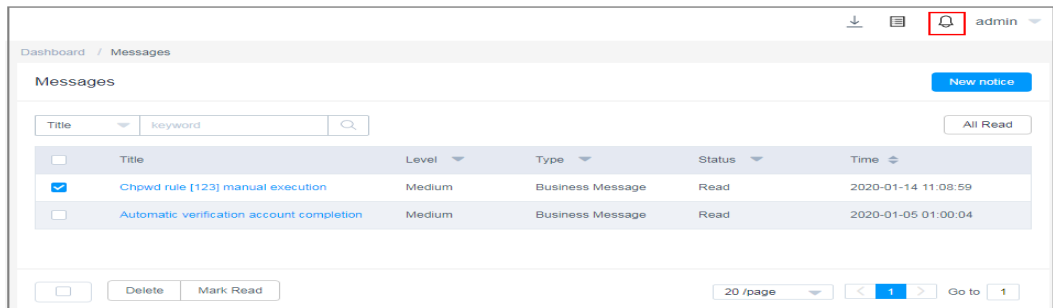 admin
Dashboard / Messages
Messages
New notice
Title keyword
All Read
Title Level Type Status Time
Chpwd rule [123] manual execution Medium Business Message Read 2020-01-14 11:08:59
Automatic verification account completion Medium Business Message Read 2020-01-05 01:00:04
Delete Mark Read 20 /page < 1 > Go to 1